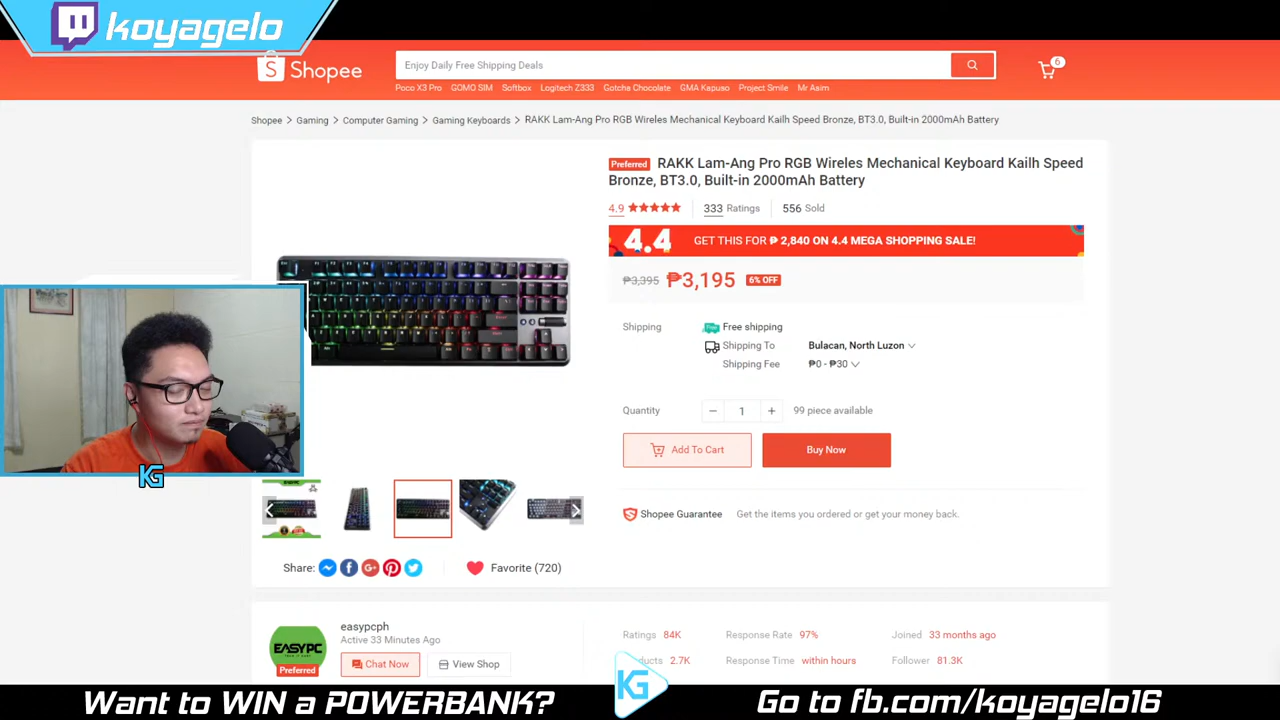 koyagelo
Shopee
Enjoy Daily Free Shipping Deals
6
Poco X3 Pro GOMO SIM Softbox Logitech Z333 Gotcha Chocolate GMA Kapuso Project Smile Mr Asim
Shopee > Gaming > Computer Gaming > Gaming Keyboards > RAKK Lam-Ang Pro RGB Wireles Mechanical Keyboard Kailh Speed Bronze, BT3.0, Built-in 2000mAh Battery
Preferred RAKK Lam-Ang Pro RGB Wireles Mechanical Keyboard Kailh Speed
Bronze, BT3.0, Built-in 2000mAh Battery
4.9 333 Ratings 556 Sold
4.4 GET THIS FOR ₱ 2,840 ON 4.4 MEGA SHOPPING SALE!
₱3,395 ₱3,195 6% OFF
Shipping Free shipping
Shipping To Bulacan, North Luzon
Shipping Fee ₱0 - ₱30
Quantity 1 99 piece available
Add To Cart Buy Now
Shopee Guarantee Get the items you ordered or get your money back.
KG
Share: Favorite (720)
easypcph
Active 33 Minutes Ago
EASYPC
Preferred
Chat Now View Shop
Ratings 84K Response Rate 97% Joined 33 months ago
ducts 2.7K Response Time within hours Follower 81.3K
KG
Want to WIN a POWERBANK? Go to fb.com/koyagelo16